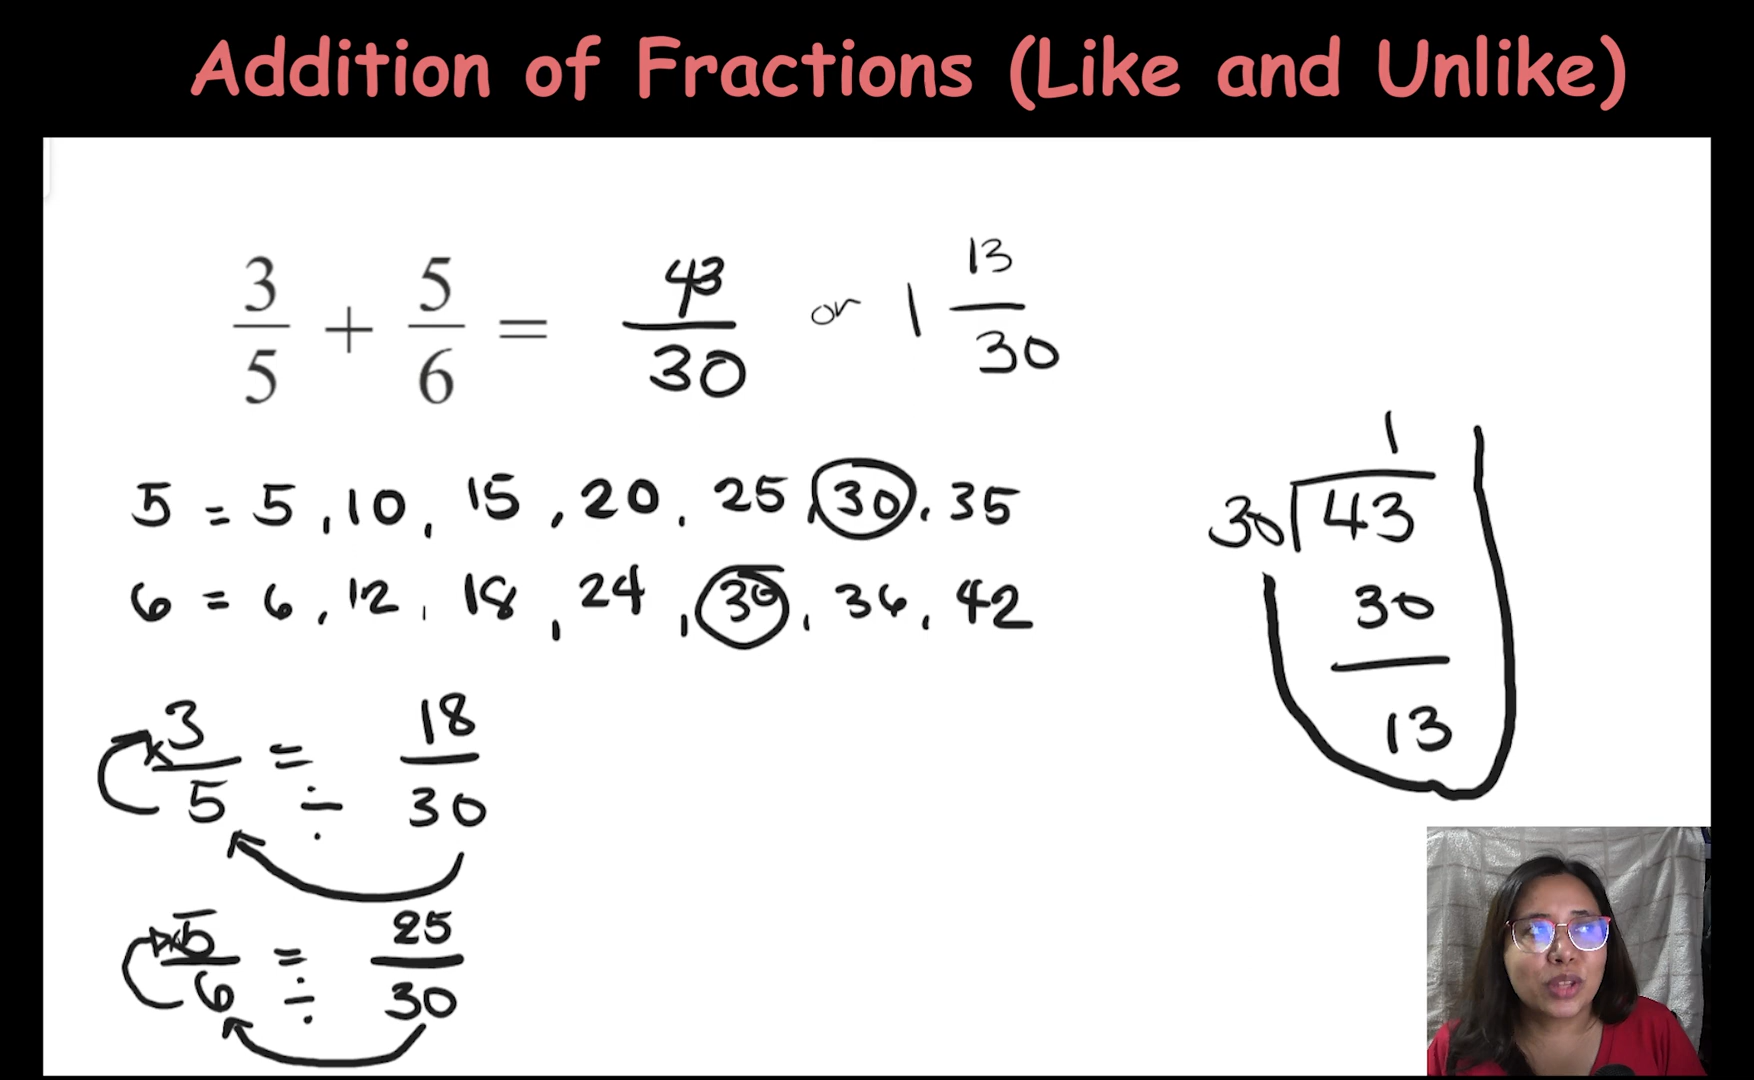 Addition of Fractions (Like and Unlike)
3/5 + 5/6 = 43/30 or 1 13/30
5 = 5, 10, 15, 20, 25, 30, 35
6 = 6, 12, 18, 24, 30, 36, 42
×3/5 = ÷ 18/30
×5/6 = ÷ 25/30
1
30 43
30
13